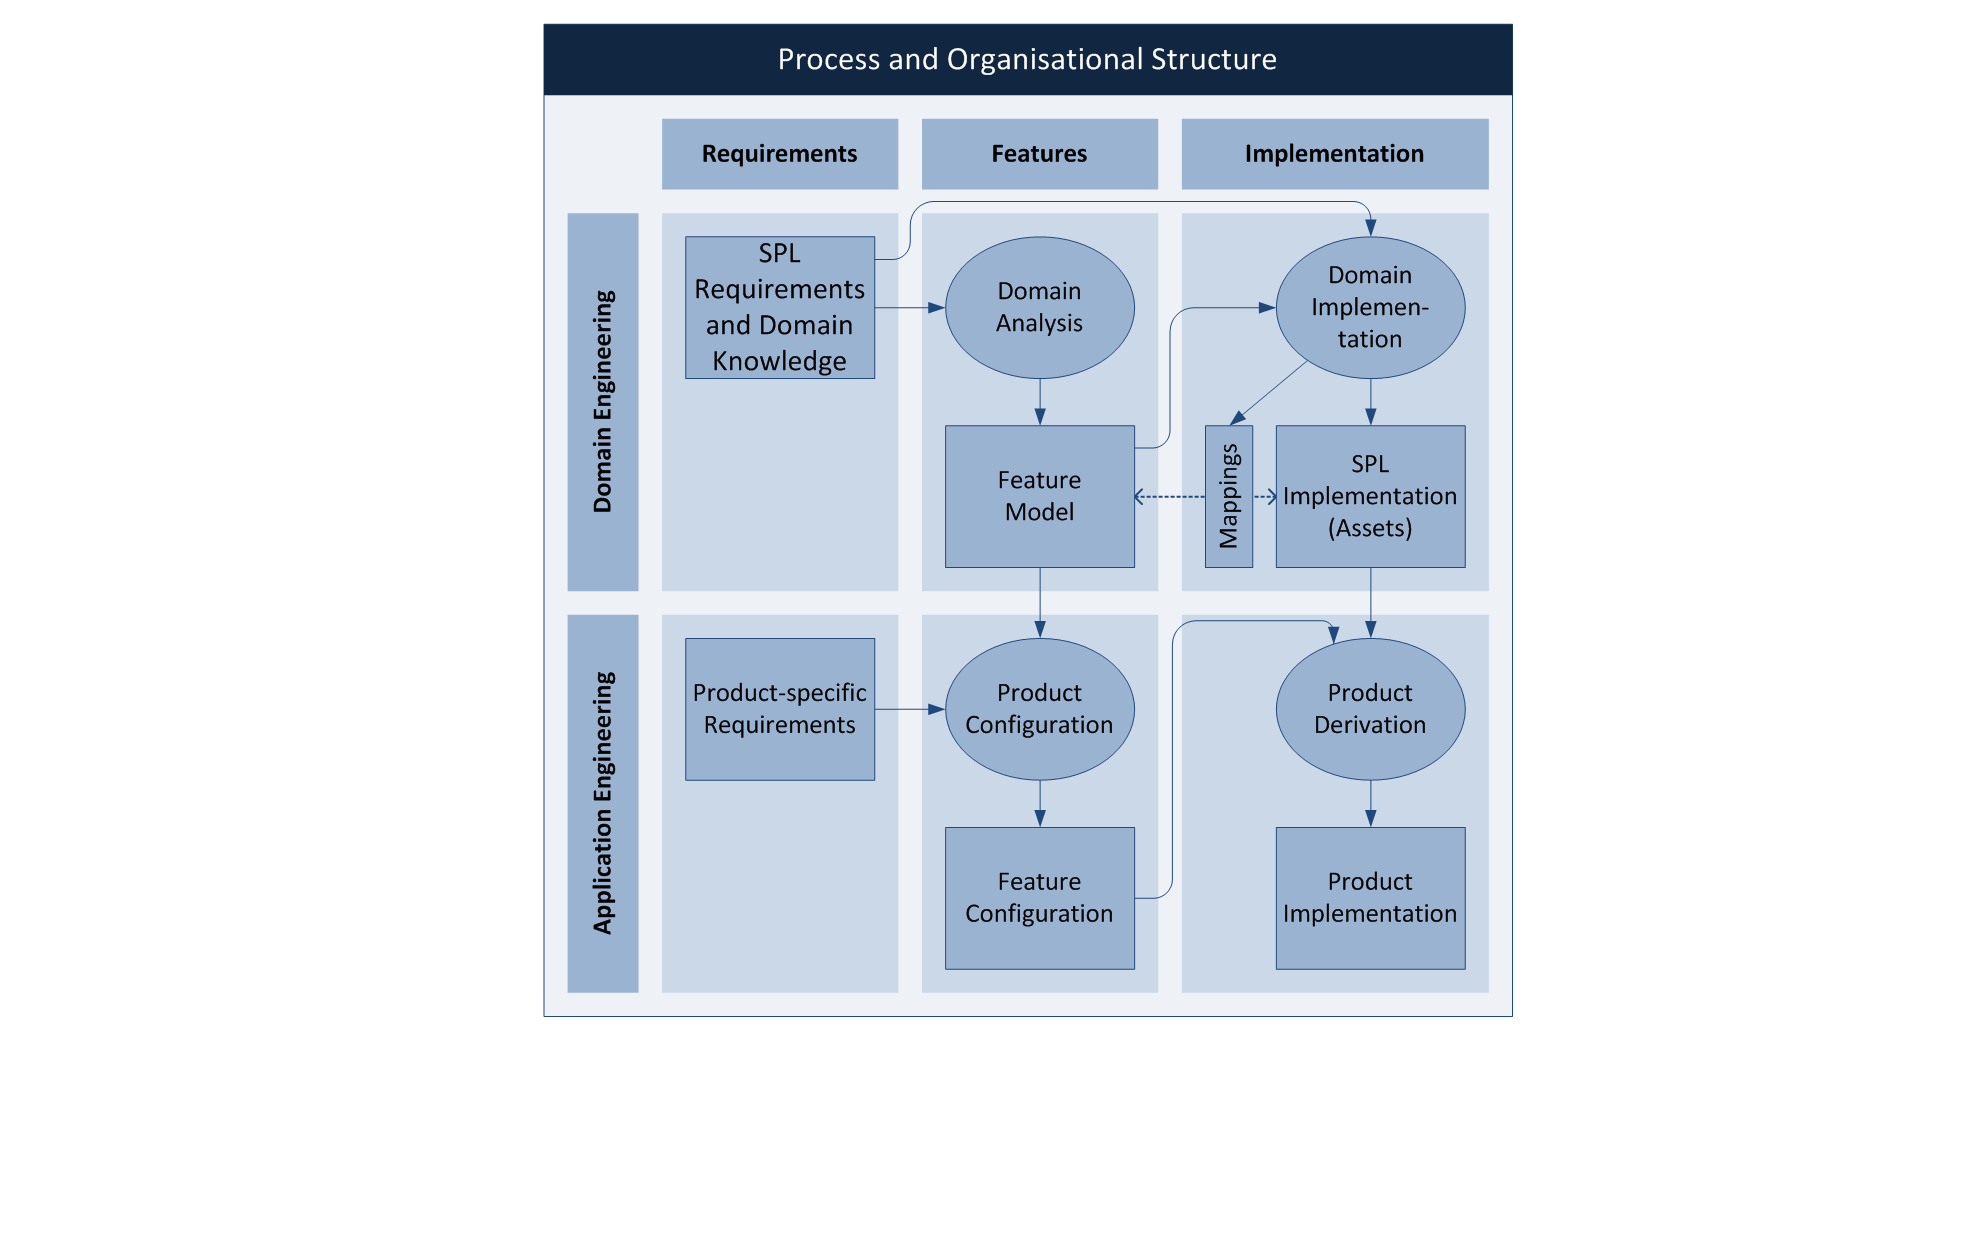 Process and Organisational Structure
Requirements
Features
Implementation
Domain Engineering
SPL
Requirements
and Domain
Knowledge
Domain
Analysis
Domain
Implemen-
tation
Feature
Model
Mappings
SPL
Implementation
(Assets)
Application Engineering
Product-specific
Requirements
Product
Configuration
Product
Derivation
Feature
Configuration
Product
Implementation